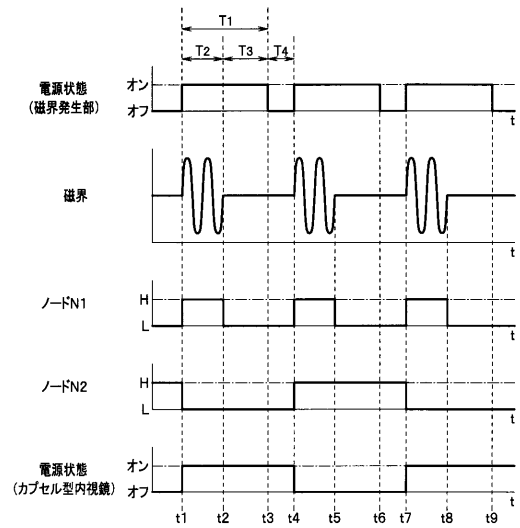 T1
T2 T3 T4
電源状態
(磁界発生部)
オン
オフ
t
磁界
t
ノードN1
H
L
t
ノードN2
H
L
t
電源状態
(カプセル型内視鏡)
オン
オフ
t
t1 t2 t3 t4 t5 t6 t7 t8 t9